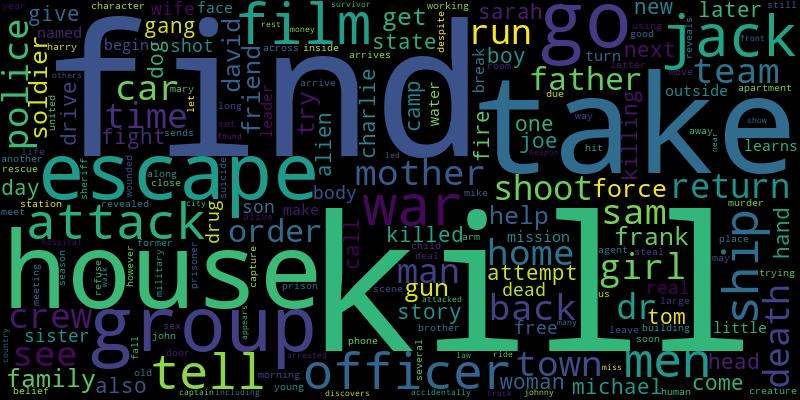 year
character
wife
face
survivor
working
still
give
gang
film
get
sarah
new
later
go
jack
named
begin
shot
rest
money
despite
run
using
good
harry
across
inside
state
reveals
front
police
soldier
dog
david
friend
arrives
boy
next
turn
letter
move
team
mary
car
find
take
father
outside
apartment
others
united
drive
time
let
long
leader
try
charlie
camp
water
break
room
due
way
show
fight
sends
set
found
alien
arrive
fire
one
joe
killing
hit
away
near
learns
life
another
rescue
led
mother
mike
weapon
day
sheriff
escape
wounded
along
close
suicide
body
shoot
force
return
station
meet
revealed
city
son
make
war
sam
murder
attack
drug
alive
order
call
killed
arm
help
mission
frank
place
hand
hospital
former
child
deal
home
agent
steal
may
trying
house
kill
refuse
walk
however
military
prisoner
capture
man
scene
attacked
gun
attempt
dead
girl
us
real
large
ship
death
meeting
season
prison
story
back
dr
tom
crew
group
appears
brother
free
many
leave
building
little
country
sister
sex
john
fall
phone
several
law
town
soon
men
head
see
door
arrested
ride
miss
family
also
old
tell
morning
officer
woman
michael
come
human
creature
belief
captain
including
young
discovers
accidentally
truck
johnny